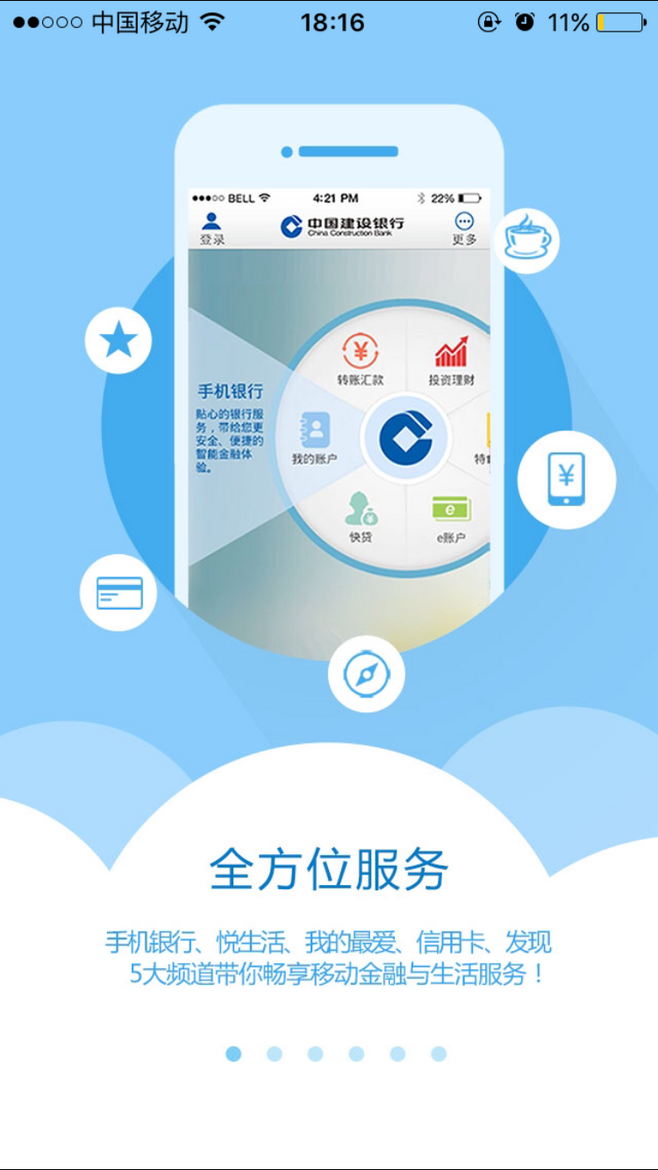 中国移动 18:16 11%
BELL 4:21 PM 22%
登录 中国建设银行 更多
China Construction Bank
转账汇款 投资理财
手机银行
贴心的银行服
务，带给您更
安全、便捷的
智能金融体
验。
我的账户 特
快贷 e账户
全方位服务
手机银行、悦生活、我的最爱、信用卡、发现
5大频道带你畅享移动金融与生活服务！